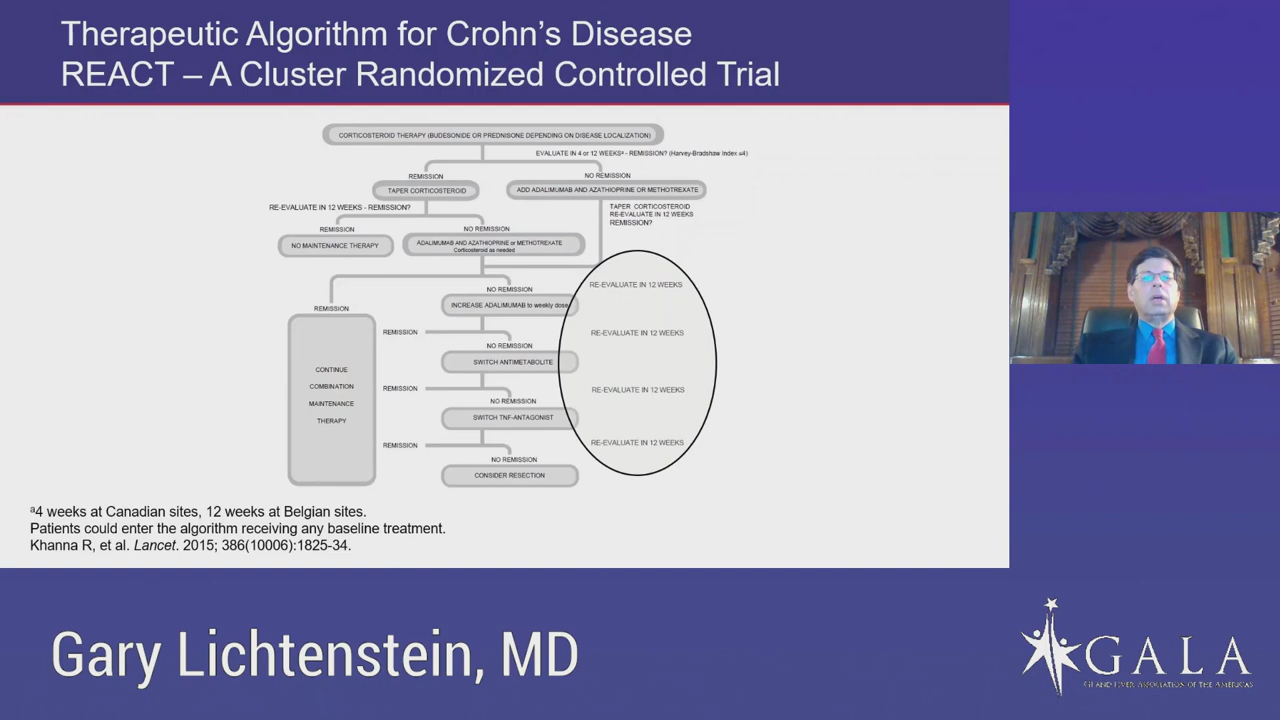 Therapeutic Algorithm for Crohn's Disease
REACT – A Cluster Randomized Controlled Trial
CORTICOSTEROID THERAPY (BUDESONIDE OR PREDNISONE DEPENDING ON DISEASE LOCALIZATION)
EVALUATE IN 4 or 12 WEEKSª - REMISSION? (Harvey-Bradshaw Index ≤4)
REMISSION
NO REMISSION
TAPER CORTICOSTEROID
ADD ADALIMUMAB AND AZATHIOPRINE OR METHOTREXATE
RE-EVALUATE IN 12 WEEKS - REMISSION?
TAPER CORTICOSTEROID
RE-EVALUATE IN 12 WEEKS
REMISSION?
REMISSION
NO REMISSION
NO MAINTENANCE THERAPY
ADALIMUMAB AND AZATHIOPRINE or METHOTREXATE
Corticosteroid as needed
NO REMISSION
RE-EVALUATE IN 12 WEEKS
REMISSION
INCREASE ADALIMUMAB to weekly dose
REMISSION
RE-EVALUATE IN 12 WEEKS
NO REMISSION
SWITCH ANTIMETABOLITE
CONTINUE
COMBINATION
MAINTENANCE
THERAPY
REMISSION
RE-EVALUATE IN 12 WEEKS
NO REMISSION
SWITCH TNF-ANTAGONIST
REMISSION
RE-EVALUATE IN 12 WEEKS
NO REMISSION
CONSIDER RESECTION
ª4 weeks at Canadian sites, 12 weeks at Belgian sites.
Patients could enter the algorithm receiving any baseline treatment.
Khanna R, et al. Lancet. 2015; 386(10006):1825-34.
Gary Lichtenstein, MD
GALA
GI AND LIVER ASSOCIATION OF THE AMERICAS